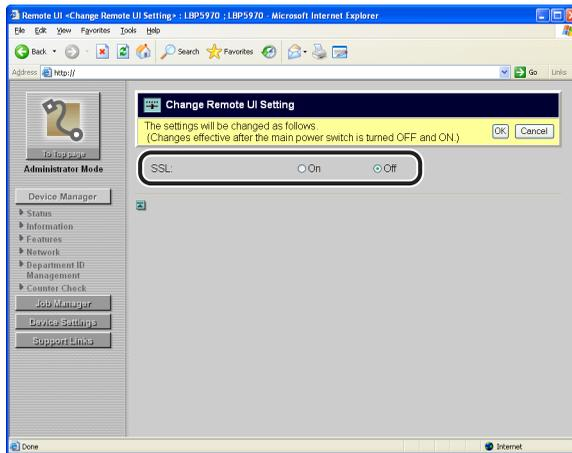 Remote UI <Change Remote UI Setting> : LBP5970 ; LBP5970 - Microsoft Internet Explorer
File Edit View Favorites Tools Help
Back Search Favorites
Address http:// Go Links
To Top page
Administrator Mode
Device Manager
Status
Information
Features
Network
Department ID
Management
Counter Check
Job Manager
Device Settings
Support Links
Change Remote UI Setting
The settings will be changed as follows.
(Changes effective after the main power switch is turned OFF and ON.)
OK Cancel
SSL: On Off
Done Internet